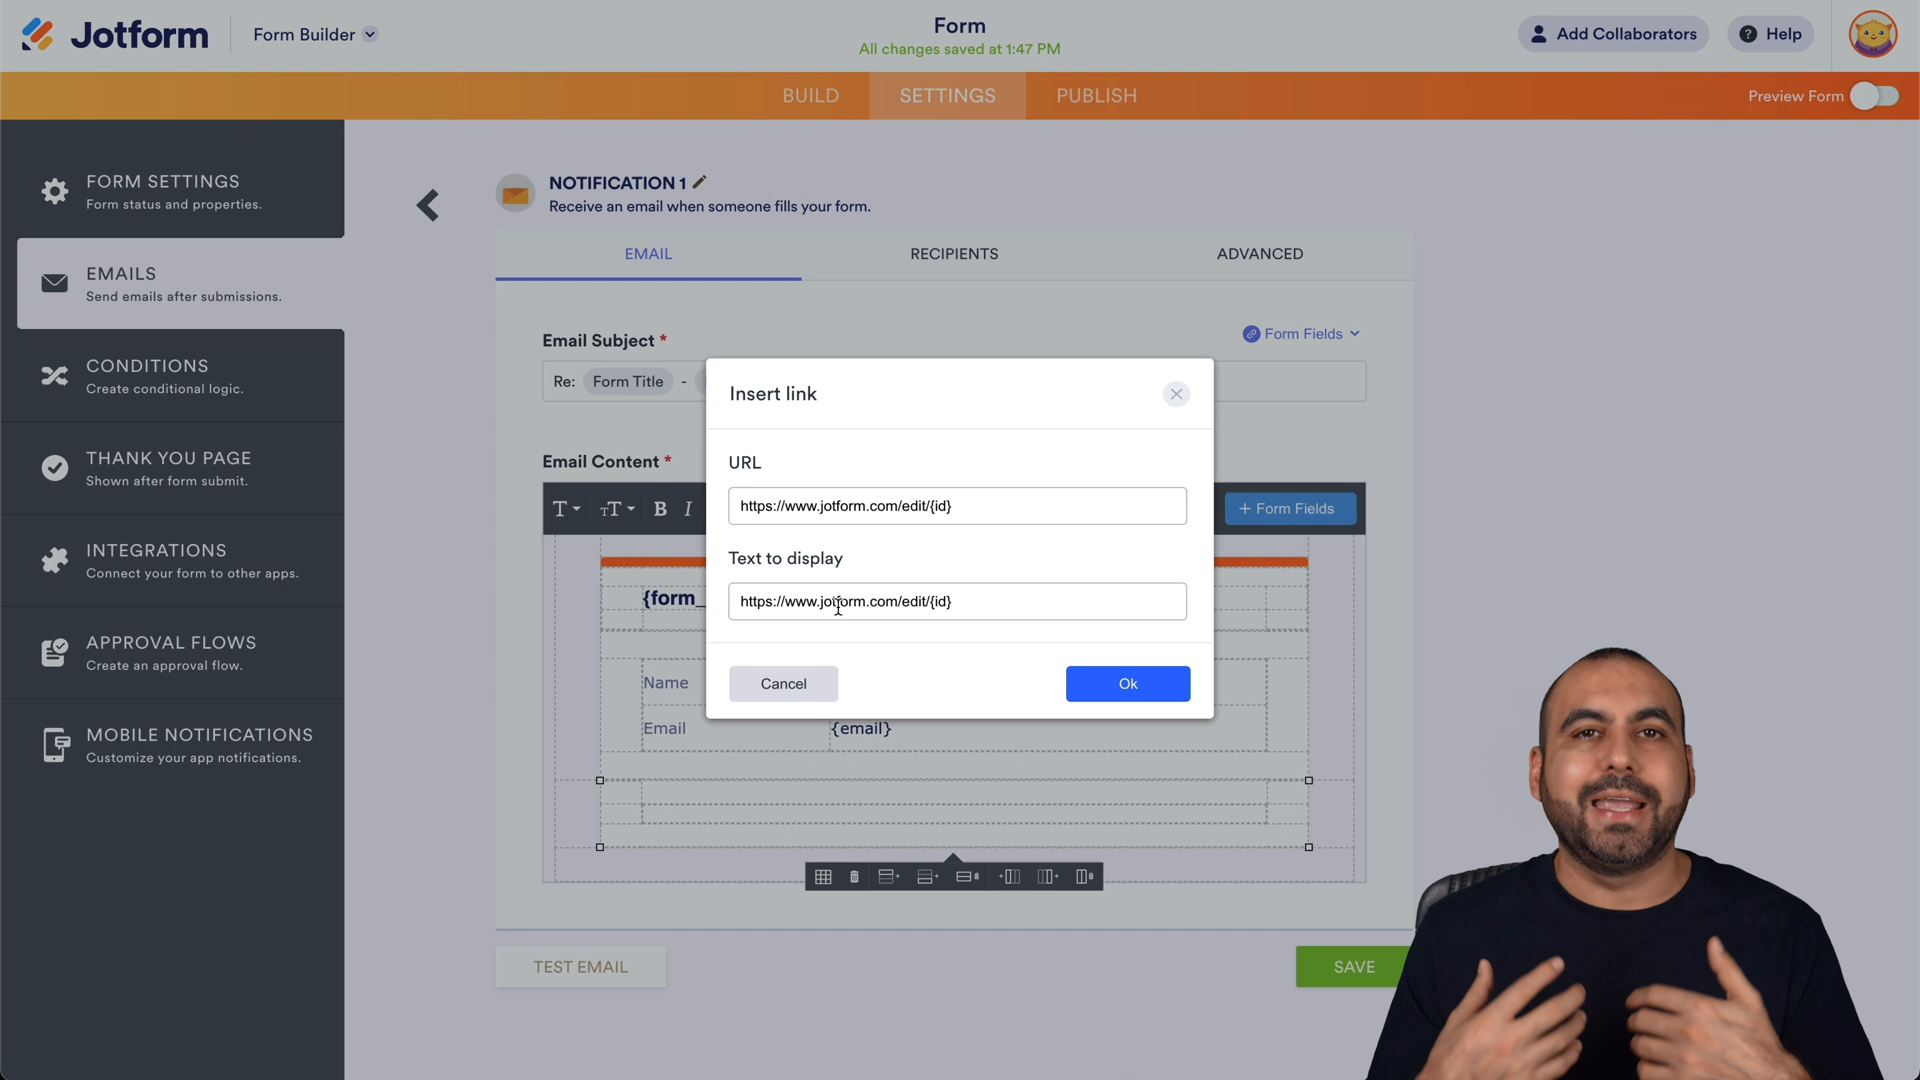 Jotform
Form Builder
Form
All changes saved at 1:47 PM
Add Collaborators
? Help
BUILD
SETTINGS
PUBLISH
Preview Form
FORM SETTINGS
Form status and properties.
EMAILS
Send emails after submissions.
CONDITIONS
Create conditional logic.
THANK YOU PAGE
Shown after form submit.
INTEGRATIONS
Connect your form to other apps.
APPROVAL FLOWS
Create an approval flow.
MOBILE NOTIFICATIONS
Customize your app notifications.
NOTIFICATION 1
Receive an email when someone fills your form.
EMAIL
RECIPIENTS
ADVANCED
Email Subject *
Form Fields
Re: Form Title -
Email Content *
T TT B I
+ Form Fields
{form_
Name
Email
{email}
Insert link
URL
https://www.jotform.com/edit/{id}
Text to display
https://www.jotform.com/edit/{id}
Cancel
Ok
TEST EMAIL
SAVE